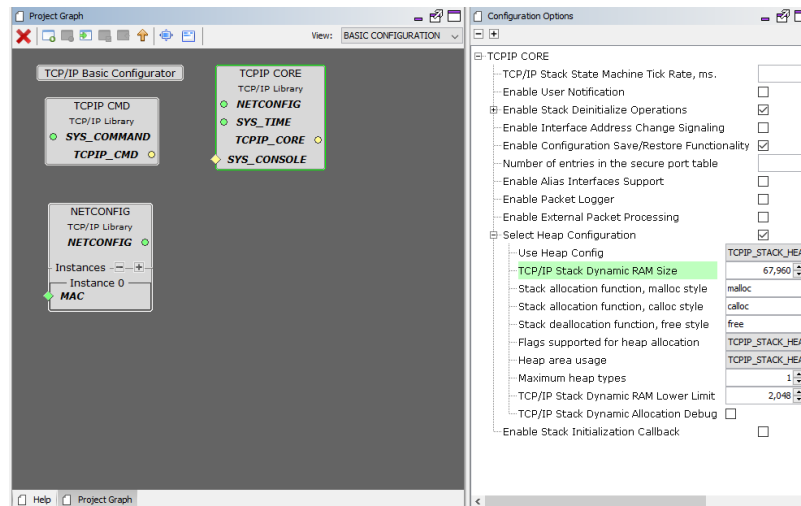 Project Graph
View: BASIC CONFIGURATION
TCP/IP Basic Configurator
TCPIP CMD
TCP/IP Library
SYS_COMMAND
TCPIP_CMD
TCPIP CORE
TCP/IP Library
NETCONFIG
SYS_TIME
TCPIP_CORE
SYS_CONSOLE
NETCONFIG
TCP/IP Library
NETCONFIG
Instances
Instance 0
MAC
Help
Project Graph
Configuration Options
TCPIP CORE
TCP/IP Stack State Machine Tick Rate, ms.
Enable User Notification
Enable Stack Deinitialize Operations
Enable Interface Address Change Signaling
Enable Configuration Save/Restore Functionality
Number of entries in the secure port table
Enable Alias Interfaces Support
Enable Packet Logger
Enable External Packet Processing
Select Heap Configuration
Use Heap Config TCPIP_STACK_HEA
TCP/IP Stack Dynamic RAM Size 67,960
Stack allocation function, malloc style malloc
Stack allocation function, calloc style calloc
Stack deallocation function, free style free
Flags supported for heap allocation TCPIP_STACK_HEA
Heap area usage TCPIP_STACK_HEA
Maximum heap types 1
TCP/IP Stack Dynamic RAM Lower Limit 2,048
TCP/IP Stack Dynamic Allocation Debug
Enable Stack Initialization Callback